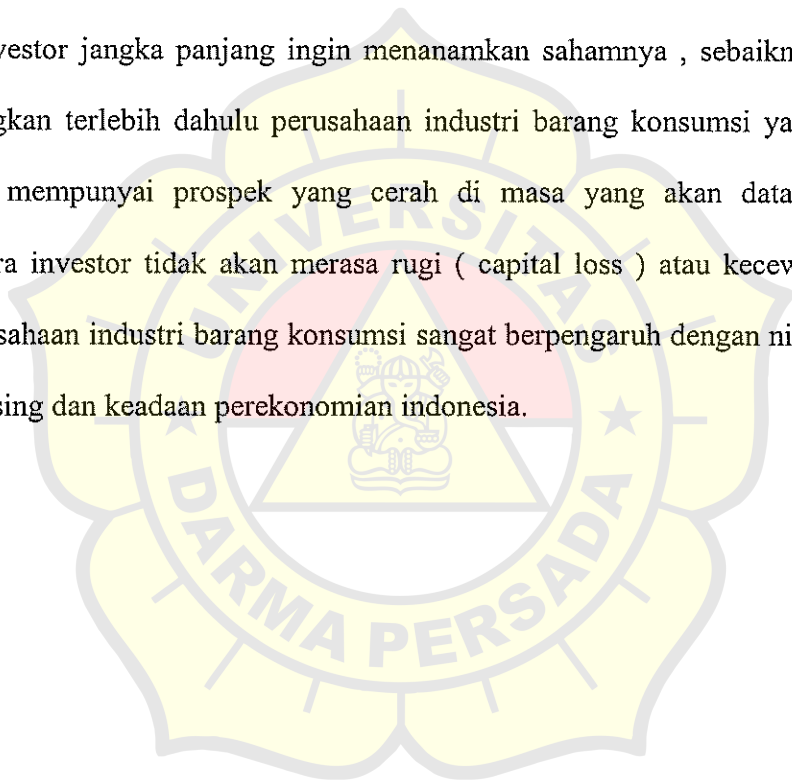 vestor jangka panjang ingin menanamkan sahamnya , sebaikn
gkan terlebih dahulu perusahaan industri barang konsumsi ya
mempunyai prospek yang cerah di masa yang akan data
ra investor tidak akan merasa rugi ( capital loss ) atau kecev
sahaan industri barang konsumsi sangat berpengaruh dengan ni
sing dan keadaan perekonomian indonesia.
UNIVERSITAS
DARMA PERSADA